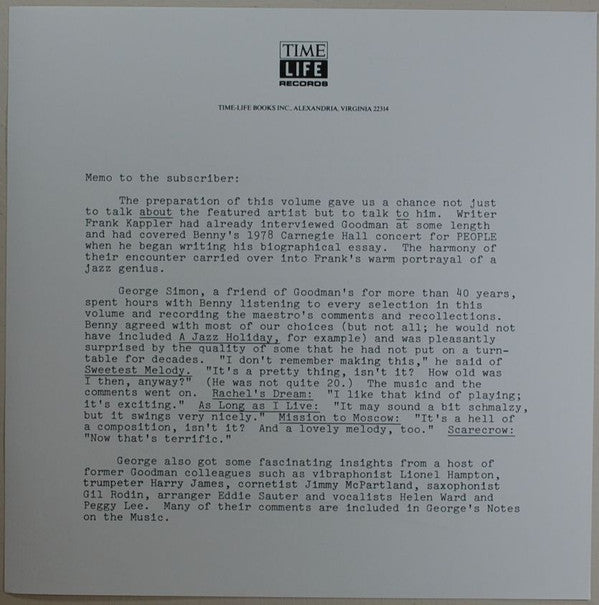 TIME
LIFE
RECORDS
TIME-LIFE BOOKS INC., ALEXANDRIA, VIRGINIA 22314
Memo to the subscriber:
The preparation of this volume gave us a chance not just
to talk about the featured artist but to talk to him. Writer
Frank Kappler had already interviewed Goodman at some length
and had covered Benny's 1978 Carnegie Hall concert for PEOPLE
when he began writing his biographical essay. The harmony of
their encounter carried over into Frank's warm portrayal of a
jazz genius.
George Simon, a friend of Goodman's for more than 40 years,
spent hours with Benny listening to every selection in this
volume and recording the maestro's comments and recollections.
Benny agreed with most of our choices (but not all; he would not
have included A Jazz Holiday, for example) and was pleasantly
surprised by the quality of some that he had not put on a turn-
table for decades. "I don't remember making this," he said of
Sweetest Melody. "It's a pretty thing, isn't it? How old was
I then, anyway?" (He was not quite 20.) The music and the
comments went on. Rachel's Dream: "I like that kind of playing;
it's exciting." As Long as I Live: "It may sound a bit schmalzy,
but it swings very nicely." Mission to Moscow: "It's a hell of
a composition, isn't it? And a lovely melody, too." Scarecrow:
"Now that's terrific."
George also got some fascinating insights from a host of
former Goodman colleagues such as vibraphonist Lionel Hampton,
trumpeter Harry James, cornetist Jimmy McPartland, saxophonist
Gil Rodin, arranger Eddie Sauter and vocalists Helen Ward and
Peggy Lee. Many of their comments are included in George's Notes
on the Music.